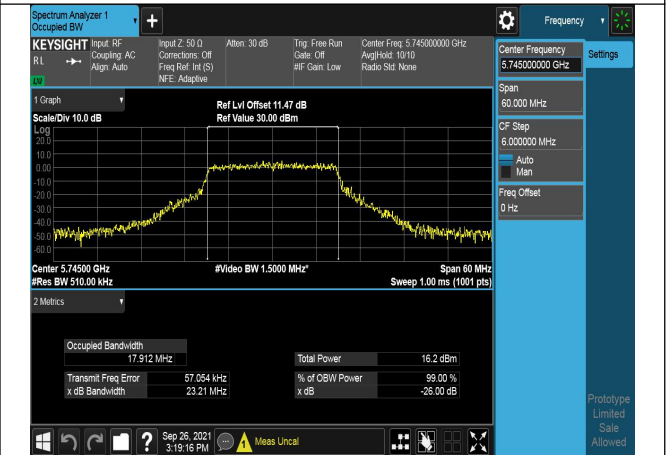 Spectrum Analyzer 1
Occupied BW
+
Frequency
KEYSIGHT Input: RF Input Z: 50 Ω Atten: 30 dB Trig: Free Run Center Freq: 5.745000000 GHz
RL Coupling: AC Corrections: Off Gate: Off Avg|Hold: 10/10
Align: Auto Freq Ref: Int (S) #IF Gain: Low Radio Std: None
NFE: Adaptive
LXI
Center Frequency
5.745000000 GHz
Settings
Span
60.000 MHz
CF Step
6.000000 MHz
Auto
Man
Freq Offset
0 Hz
1 Graph
Ref Lvl Offset 11.47 dB
Scale/Div 10.0 dB Ref Value 30.00 dBm
Log
20.0
10.0
0.00
-10.0
-20.0
-30.0
-40.0
-50.0
-60.0
Center 5.74500 GHz #Video BW 1.5000 MHz* Span 60 MHz
#Res BW 510.00 kHz Sweep 1.00 ms (1001 pts)
2 Metrics
Occupied Bandwidth
17.912 MHz Total Power 16.2 dBm
Transmit Freq Error 57.054 kHz % of OBW Power 99.00 %
x dB Bandwidth 23.21 MHz x dB -26.00 dB
Prototype
Limited
Sale
Allowed
? Sep 26, 2021
3:19:16 PM
1 Meas Uncal